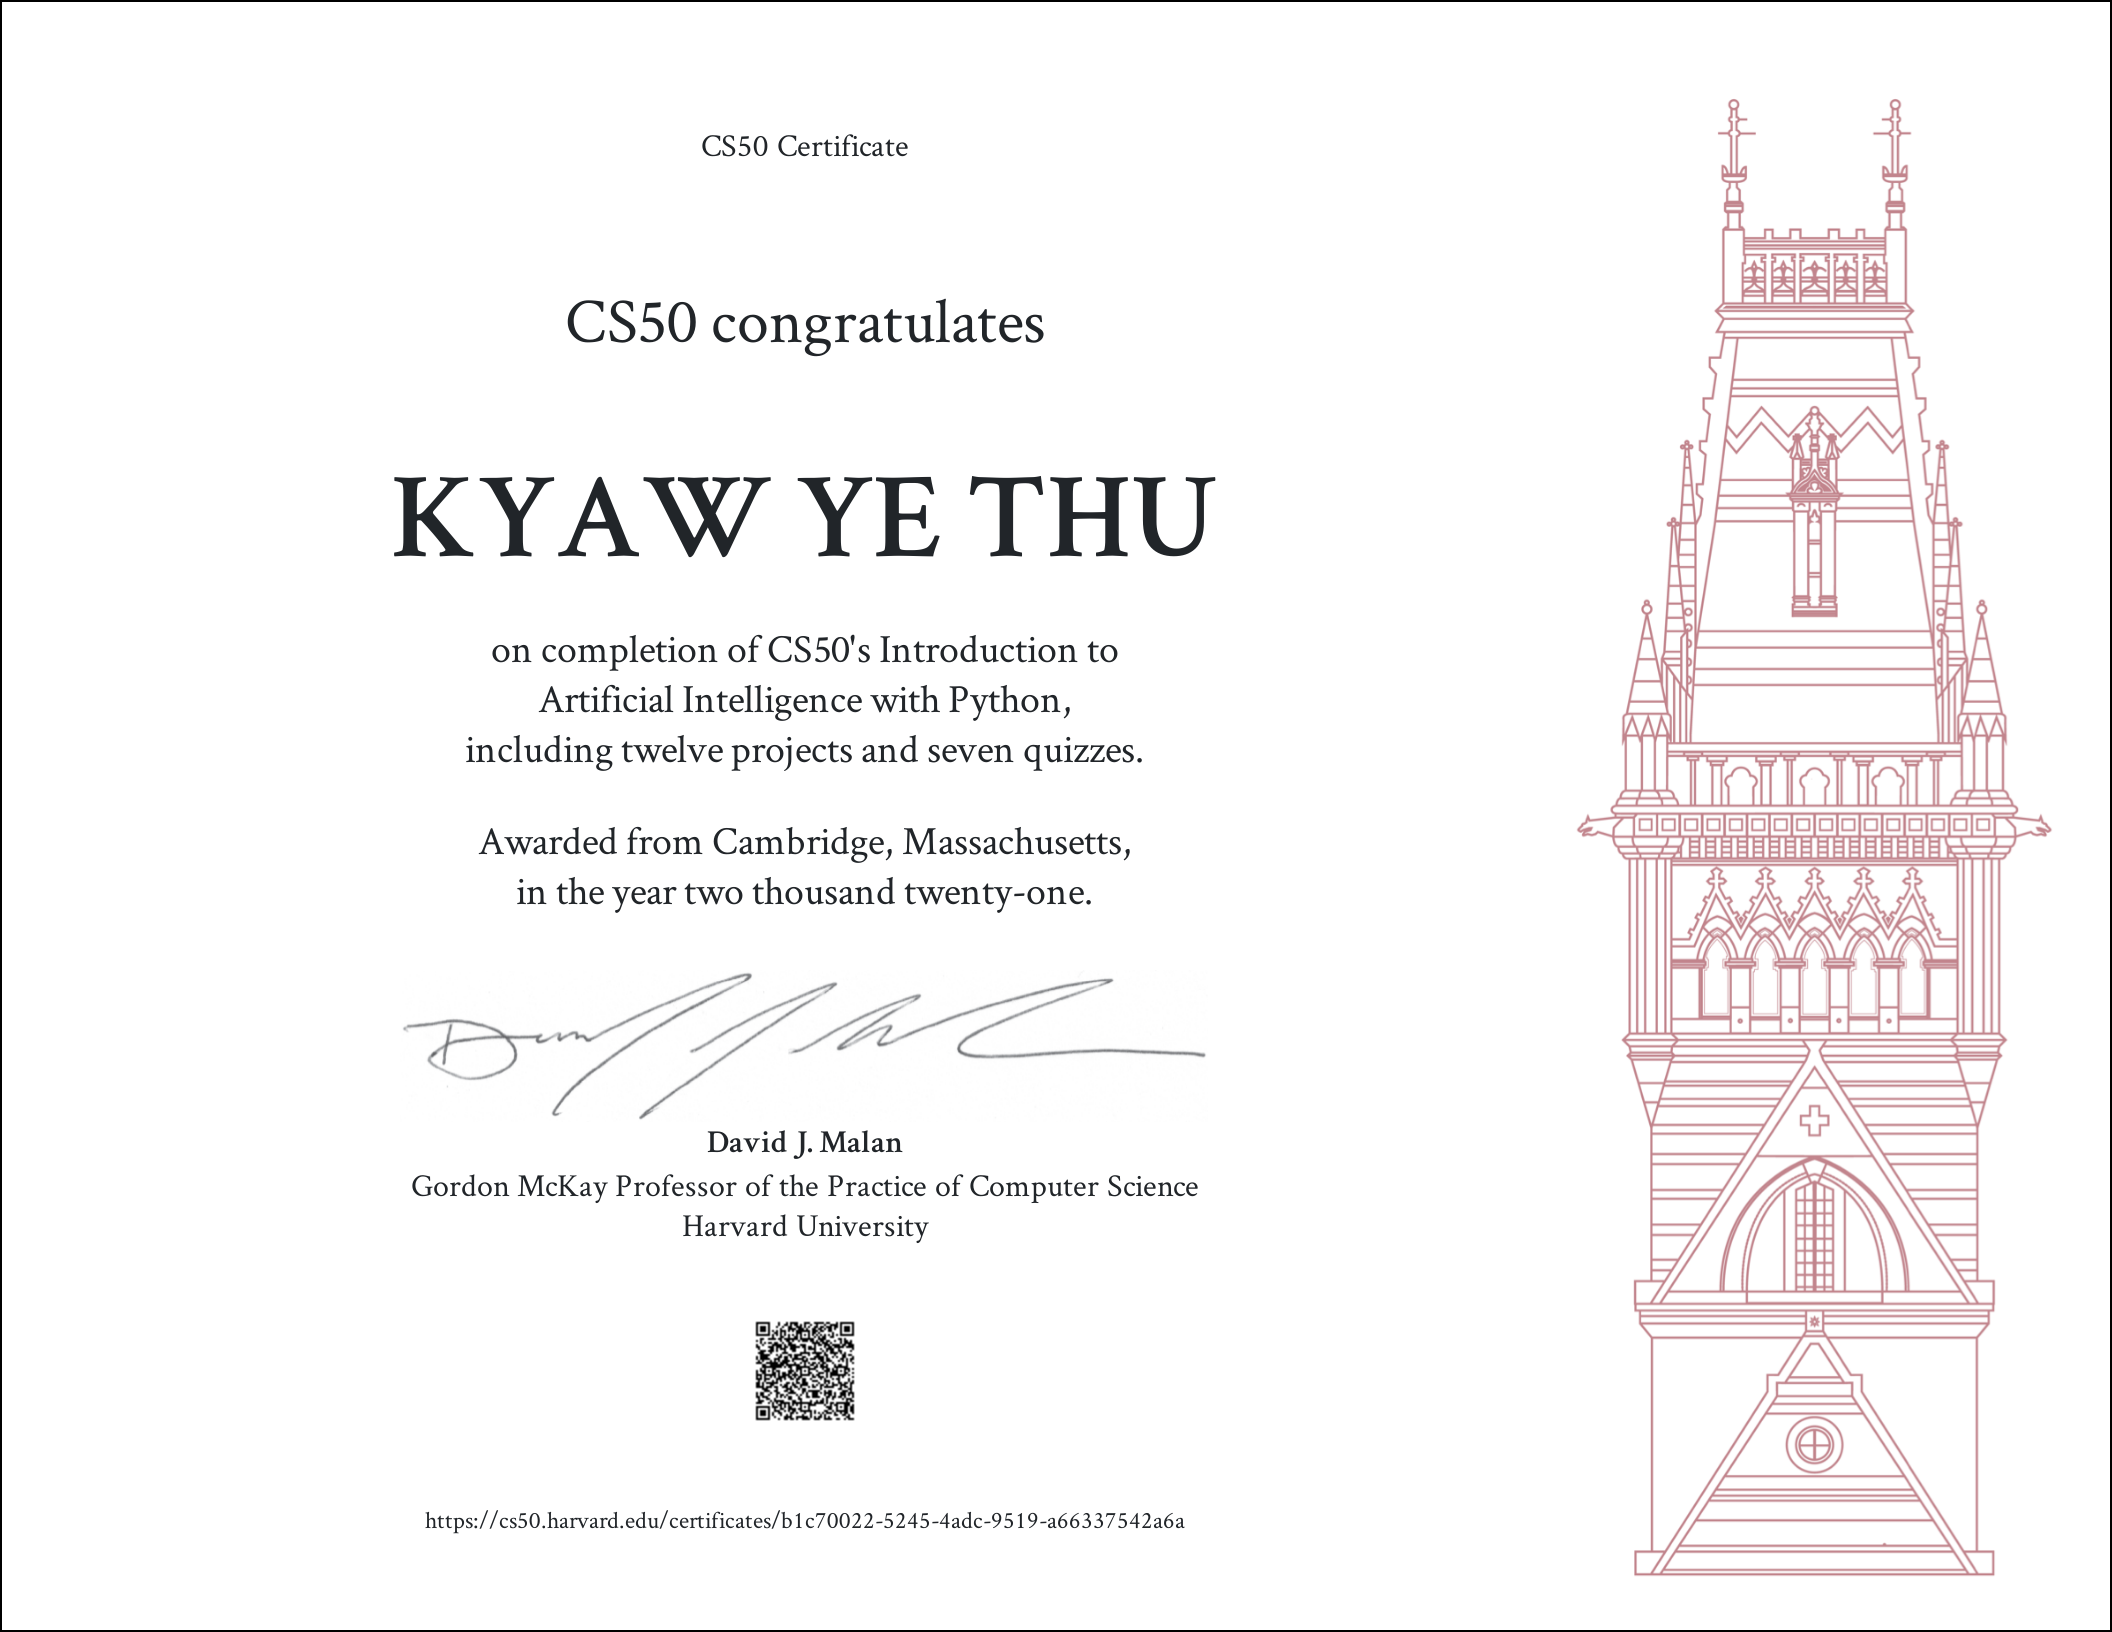 CS50 Certificate
CS50 congratulates
KYAW YE THU
on completion of CS50's Introduction to
Artificial Intelligence with Python,
including twelve projects and seven quizzes.
Awarded from Cambridge, Massachusetts,
in the year two thousand twenty-one.
David J. Malan
Gordon McKay Professor of the Practice of Computer Science
Harvard University
https://cs50.harvard.edu/certificates/b1c70022-5245-4adc-9519-a66337542a6a